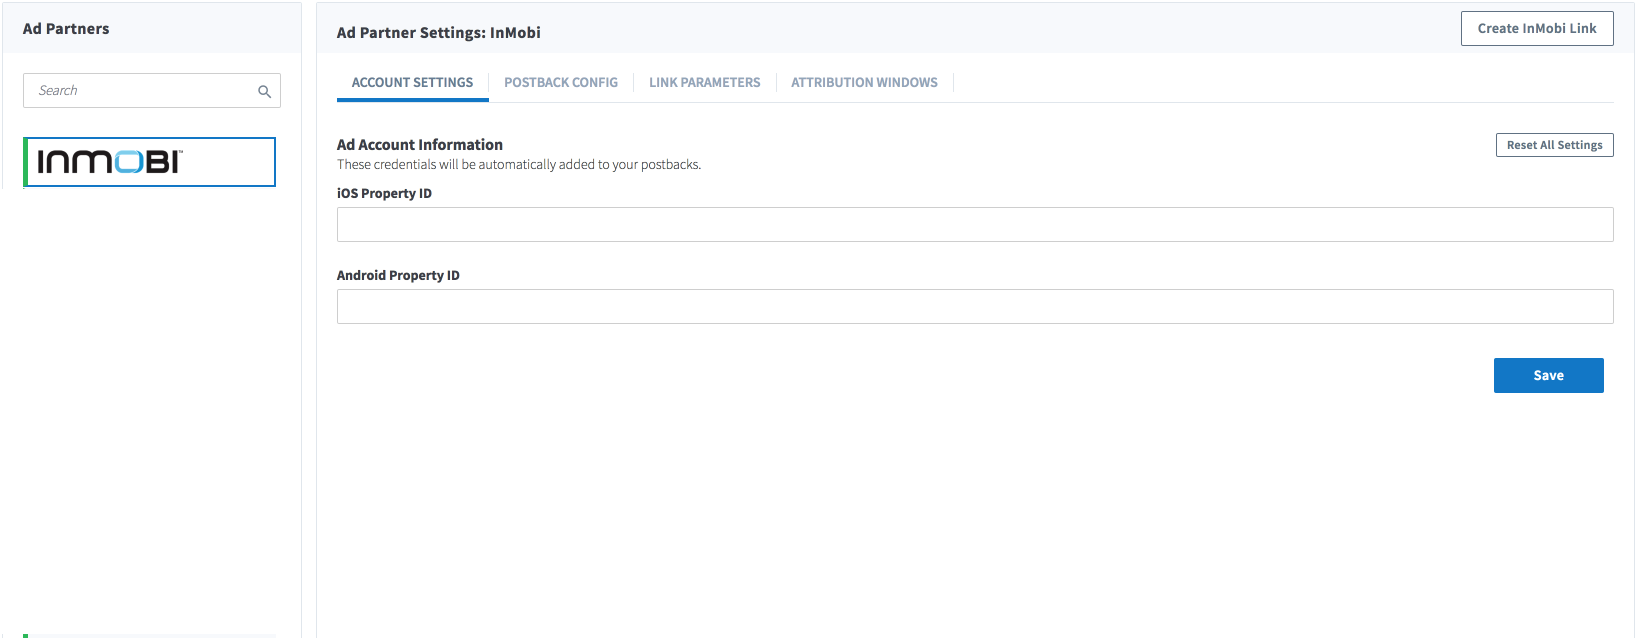 Ad Partners
Search
INMOBI™
Ad Partner Settings: InMobi
Create InMobi Link
ACCOUNT SETTINGS
POSTBACK CONFIG
LINK PARAMETERS
ATTRIBUTION WINDOWS
Ad Account Information
Reset All Settings
These credentials will be automatically added to your postbacks.
iOS Property ID
Android Property ID
Save